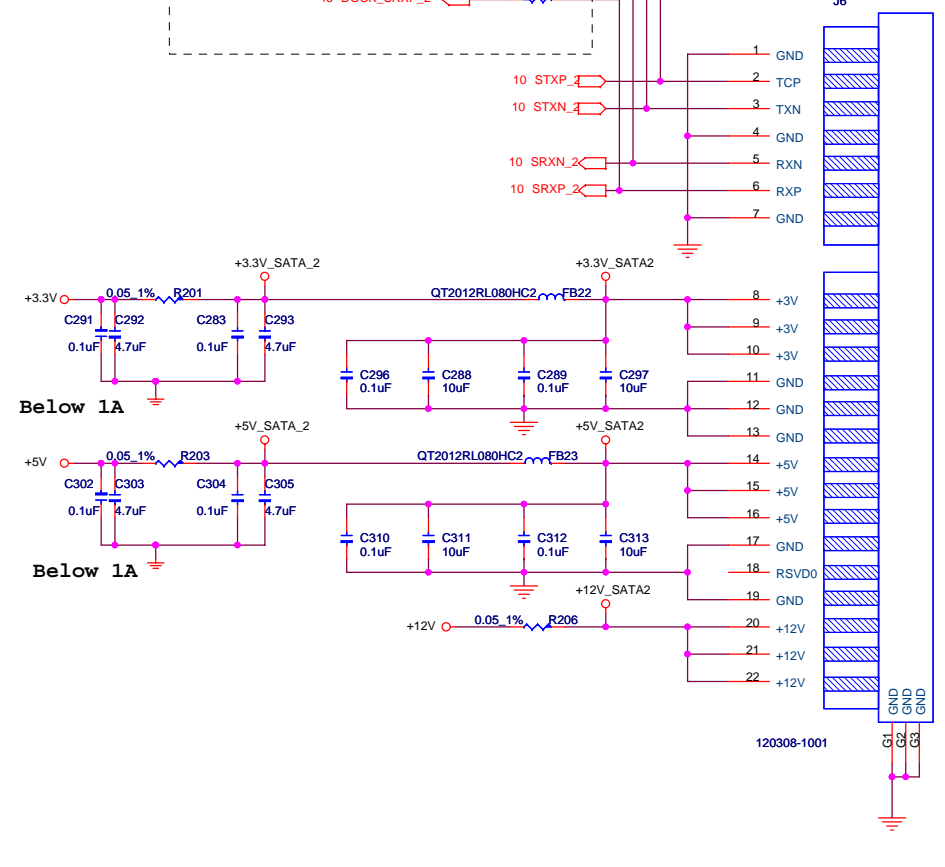 J6
1 GND
10 STXP_2 2 TCP
10 STXN_2 3 TXN
4 GND
10 SRXN_2 5 RXN
10 SRXP_2 6 RXP
7 GND
+3.3V_SATA_2 +3.3V_SATA2
+3.3V 0.05_1% R201 QT2012RL080HC2 FB22 8 +3V
C291 C292 C283 C293 9 +3V
0.1uF 4.7uF 0.1uF 4.7uF 10 +3V
C296 C288 C289 C297 11 GND
0.1uF 10uF 0.1uF 10uF
Below 1A 12 GND
+5V_SATA_2 +5V_SATA2 13 GND
+5V 0.05_1% R203 QT2012RL080HC2 FB23 14 +5V
C302 C303 C304 C305 15 +5V
0.1uF 4.7uF 0.1uF 4.7uF 16 +5V
C310 C311 C312 C313 17 GND
0.1uF 10uF 0.1uF 10uF
Below 1A 18 RSVD0
+12V_SATA2 19 GND
+12V 0.05_1% R206 20 +12V
21 +12V
22 +12V
GND GND GND
120308-1001 G1 G2 G3